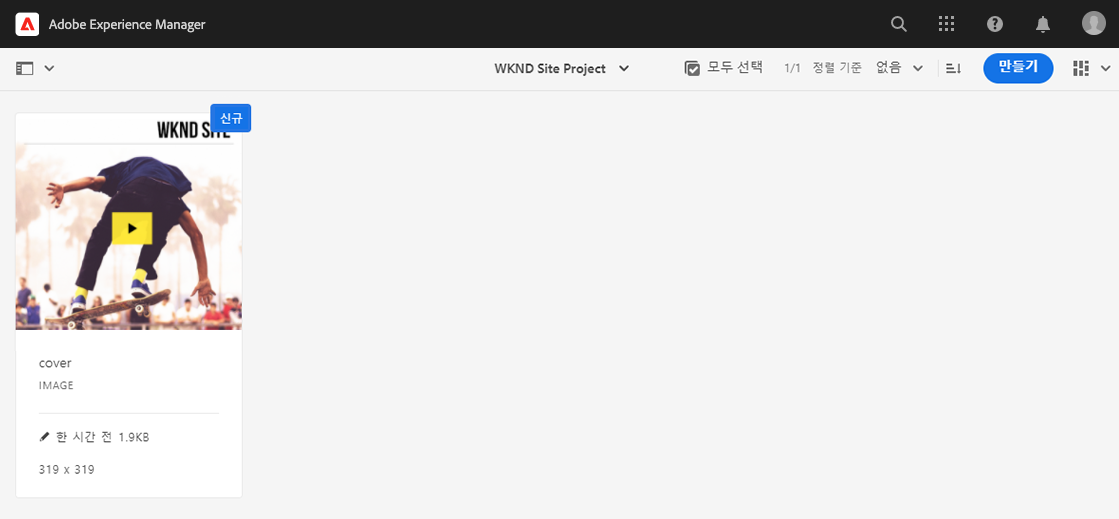 Adobe Experience Manager
WKND Site Project
모두 선택
1/1
정렬 기준
없음
만들기
신규
WKND SITE
cover
IMAGE
한 시간 전 1.9KB
319 x 319